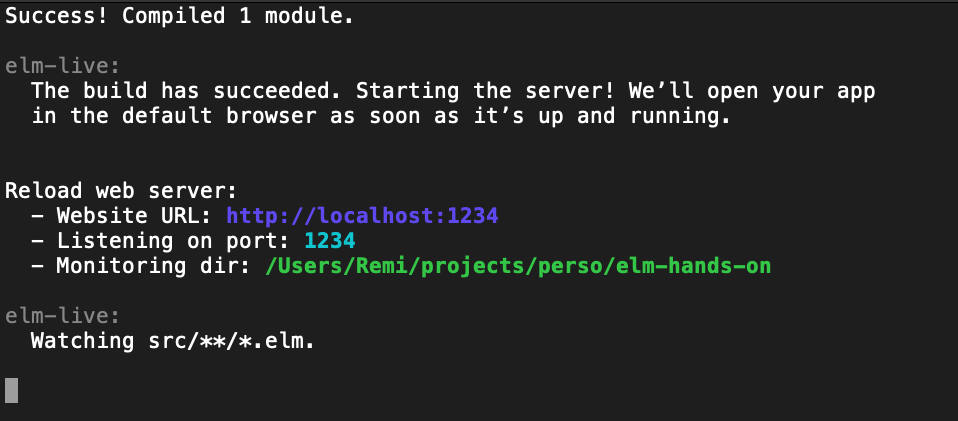 Success! Compiled 1 module.
elm-live:
The build has succeeded. Starting the server! We’ll open your app
in the default browser as soon as it’s up and running.
Reload web server:
- Website URL: http://localhost:1234
- Listening on port: 1234
- Monitoring dir: /Users/Remi/projects/perso/elm-hands-on
elm-live:
Watching src/**/*.elm.